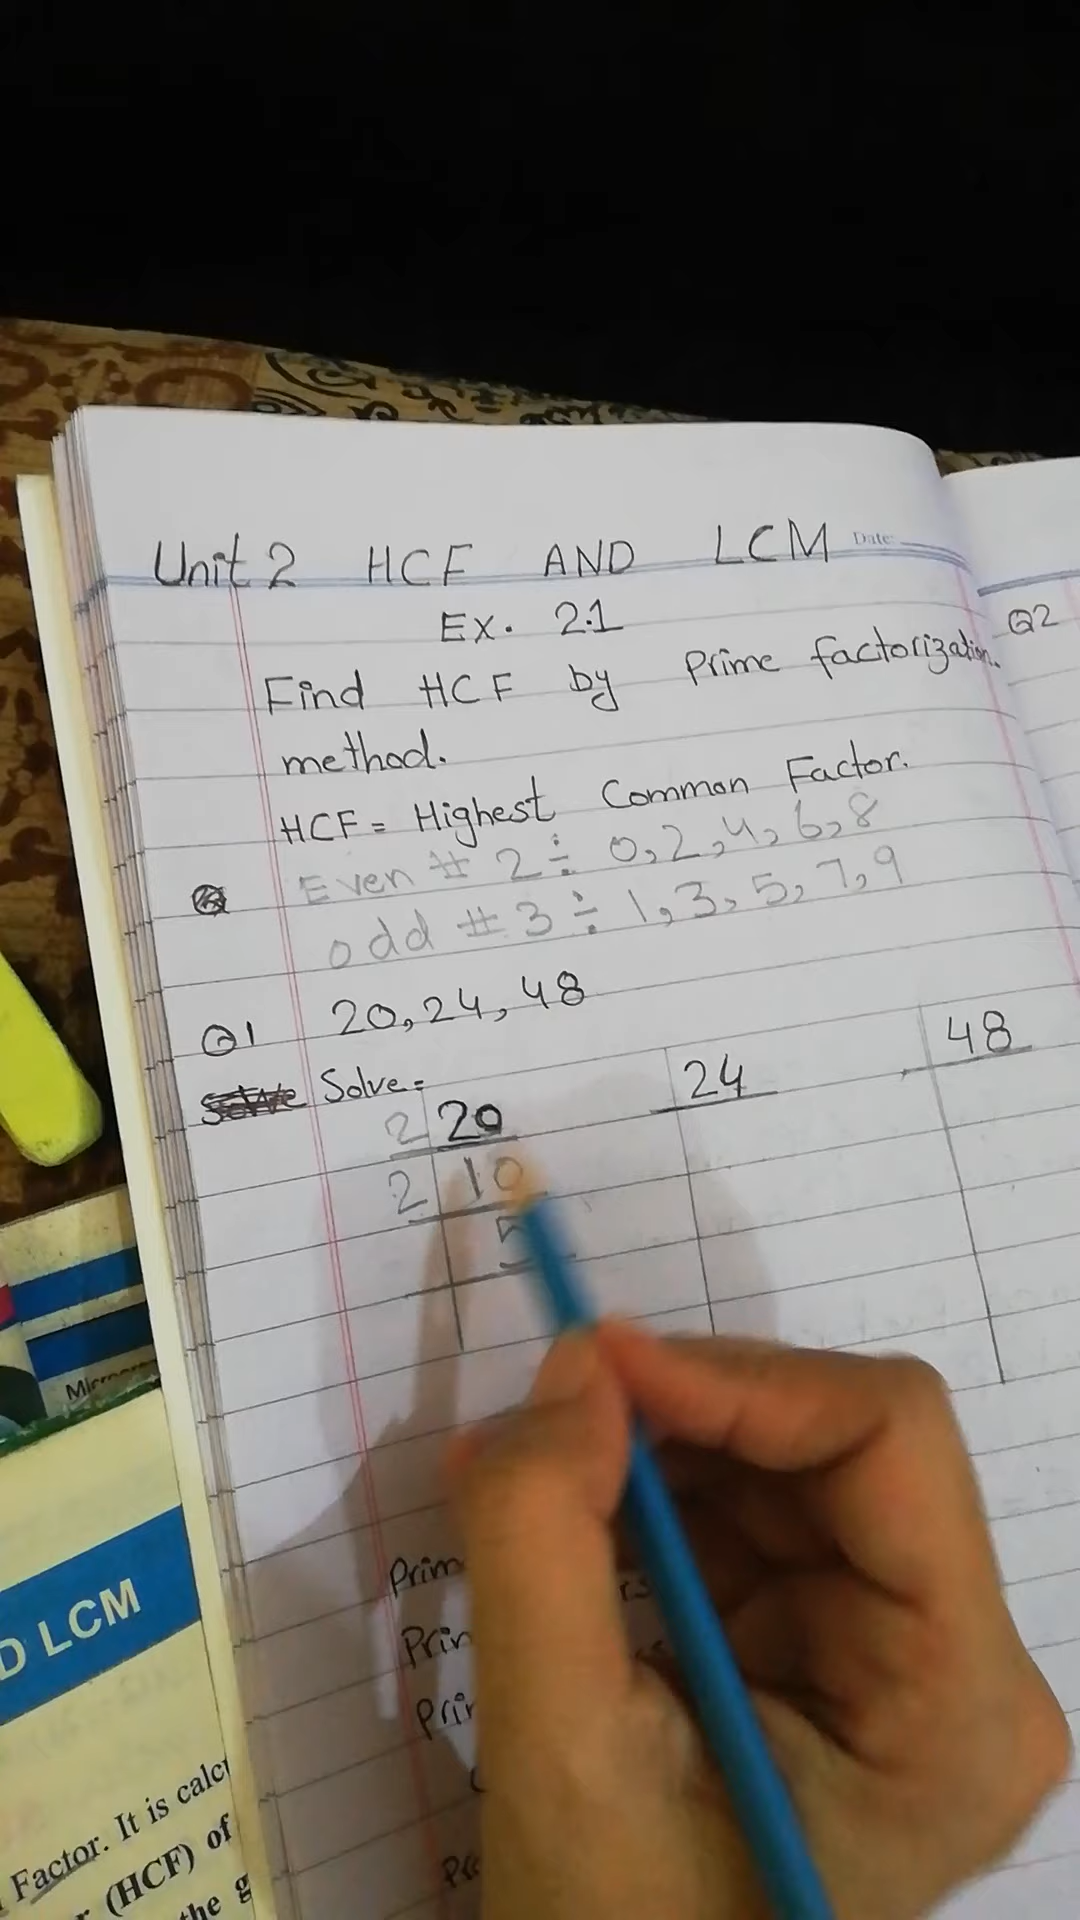 Unit 2 HCF AND LCM Date:
Ex. 2.1
Q2
Find HCF by Prime factorization.
method.
HCF = Highest Common Factor.
Even # 2 ÷ 0,2,4,6,8
odd # 3 ÷ 1,3,5,7,9
Q1 20,24,48
Solve=
2 20 24 48
2 10
5
D LCM
Factor. It is calcu
(HCF) of
the g